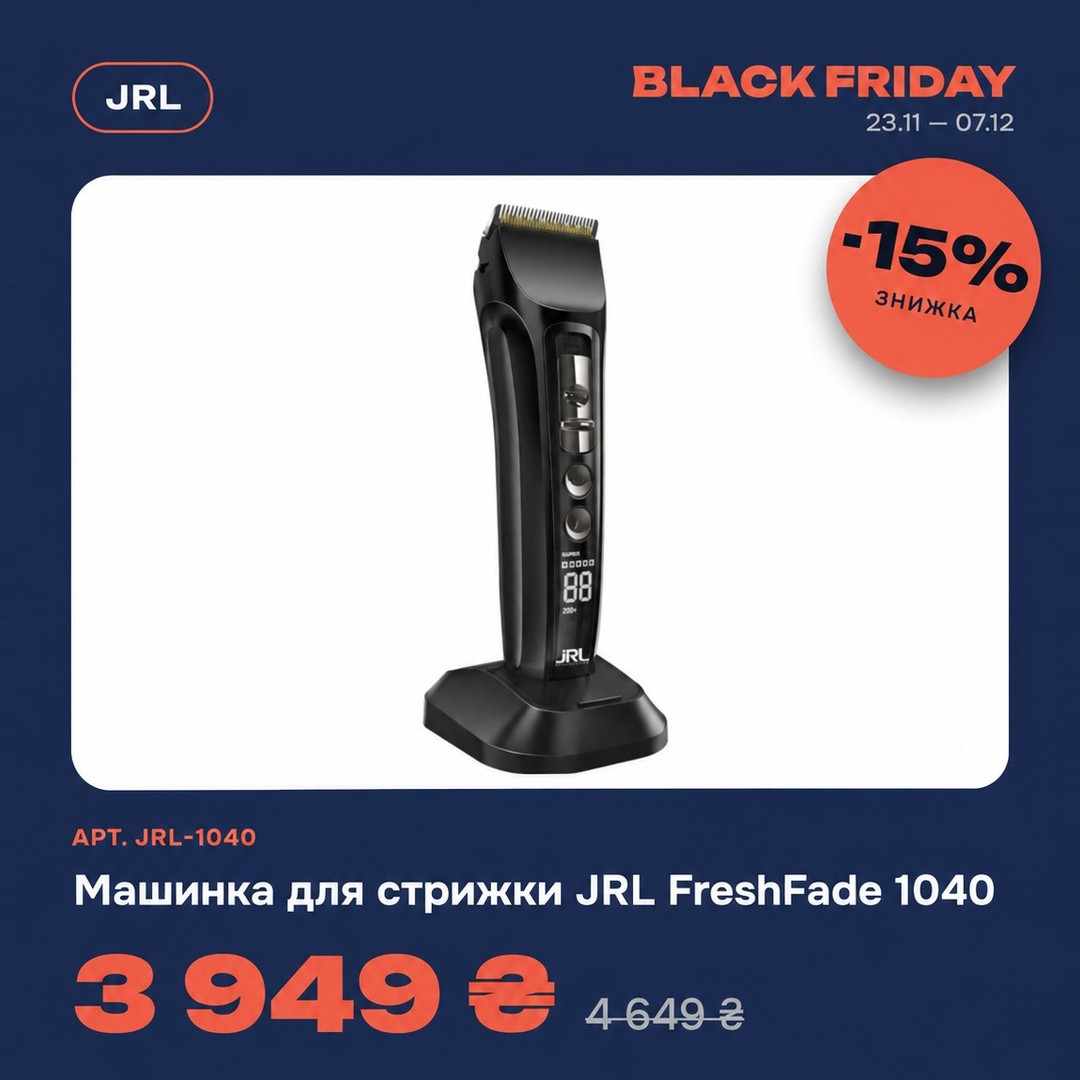 JRL
BLACK FRIDAY
23.11 — 07.12
-15%
ЗНИЖКА
88
200+
JRL
АРТ. JRL-1040
Машинка для стрижки JRL FreshFade 1040
3 949 ₴
4 649 ₴